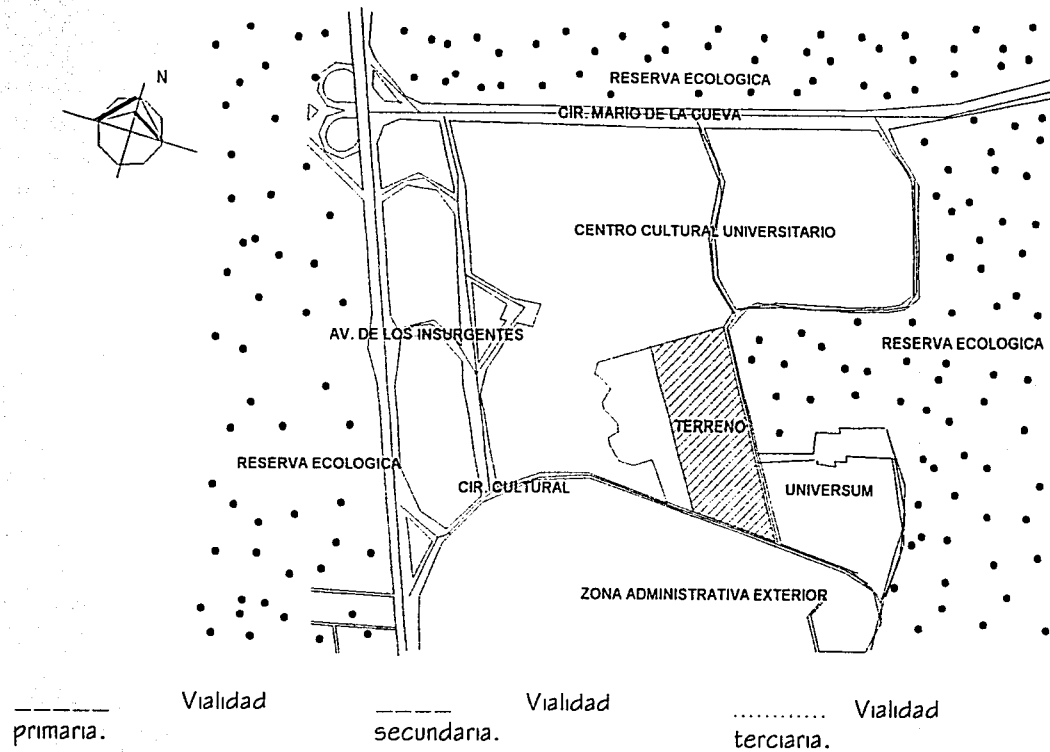 N
RESERVA ECOLOGICA
CIR. MARIO DE LA CUEVA
CENTRO CULTURAL UNIVERSITARIO
AV. DE LOS INSURGENTES
RESERVA ECOLOGICA
TERRENO
RESERVA ECOLOGICA
CIR. CULTURAL
UNIVERSUM
ZONA ADMINISTRATIVA EXTERIOR
Vialidad primaria.
Vialidad secundaria.
Vialidad terciaria.